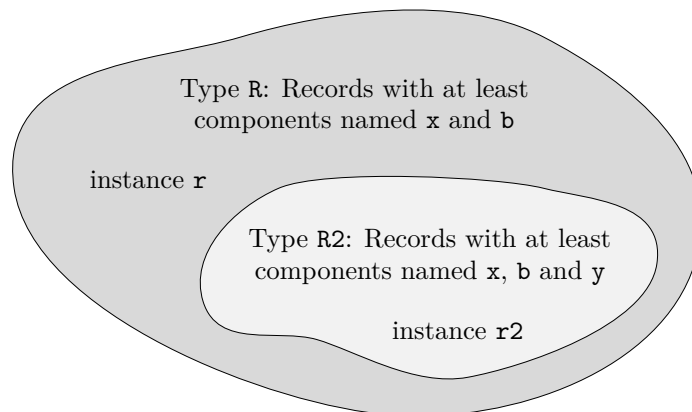 Type R: Records with at least
components named x and b
instance r
Type R2: Records with at least
components named x, b and y
instance r2